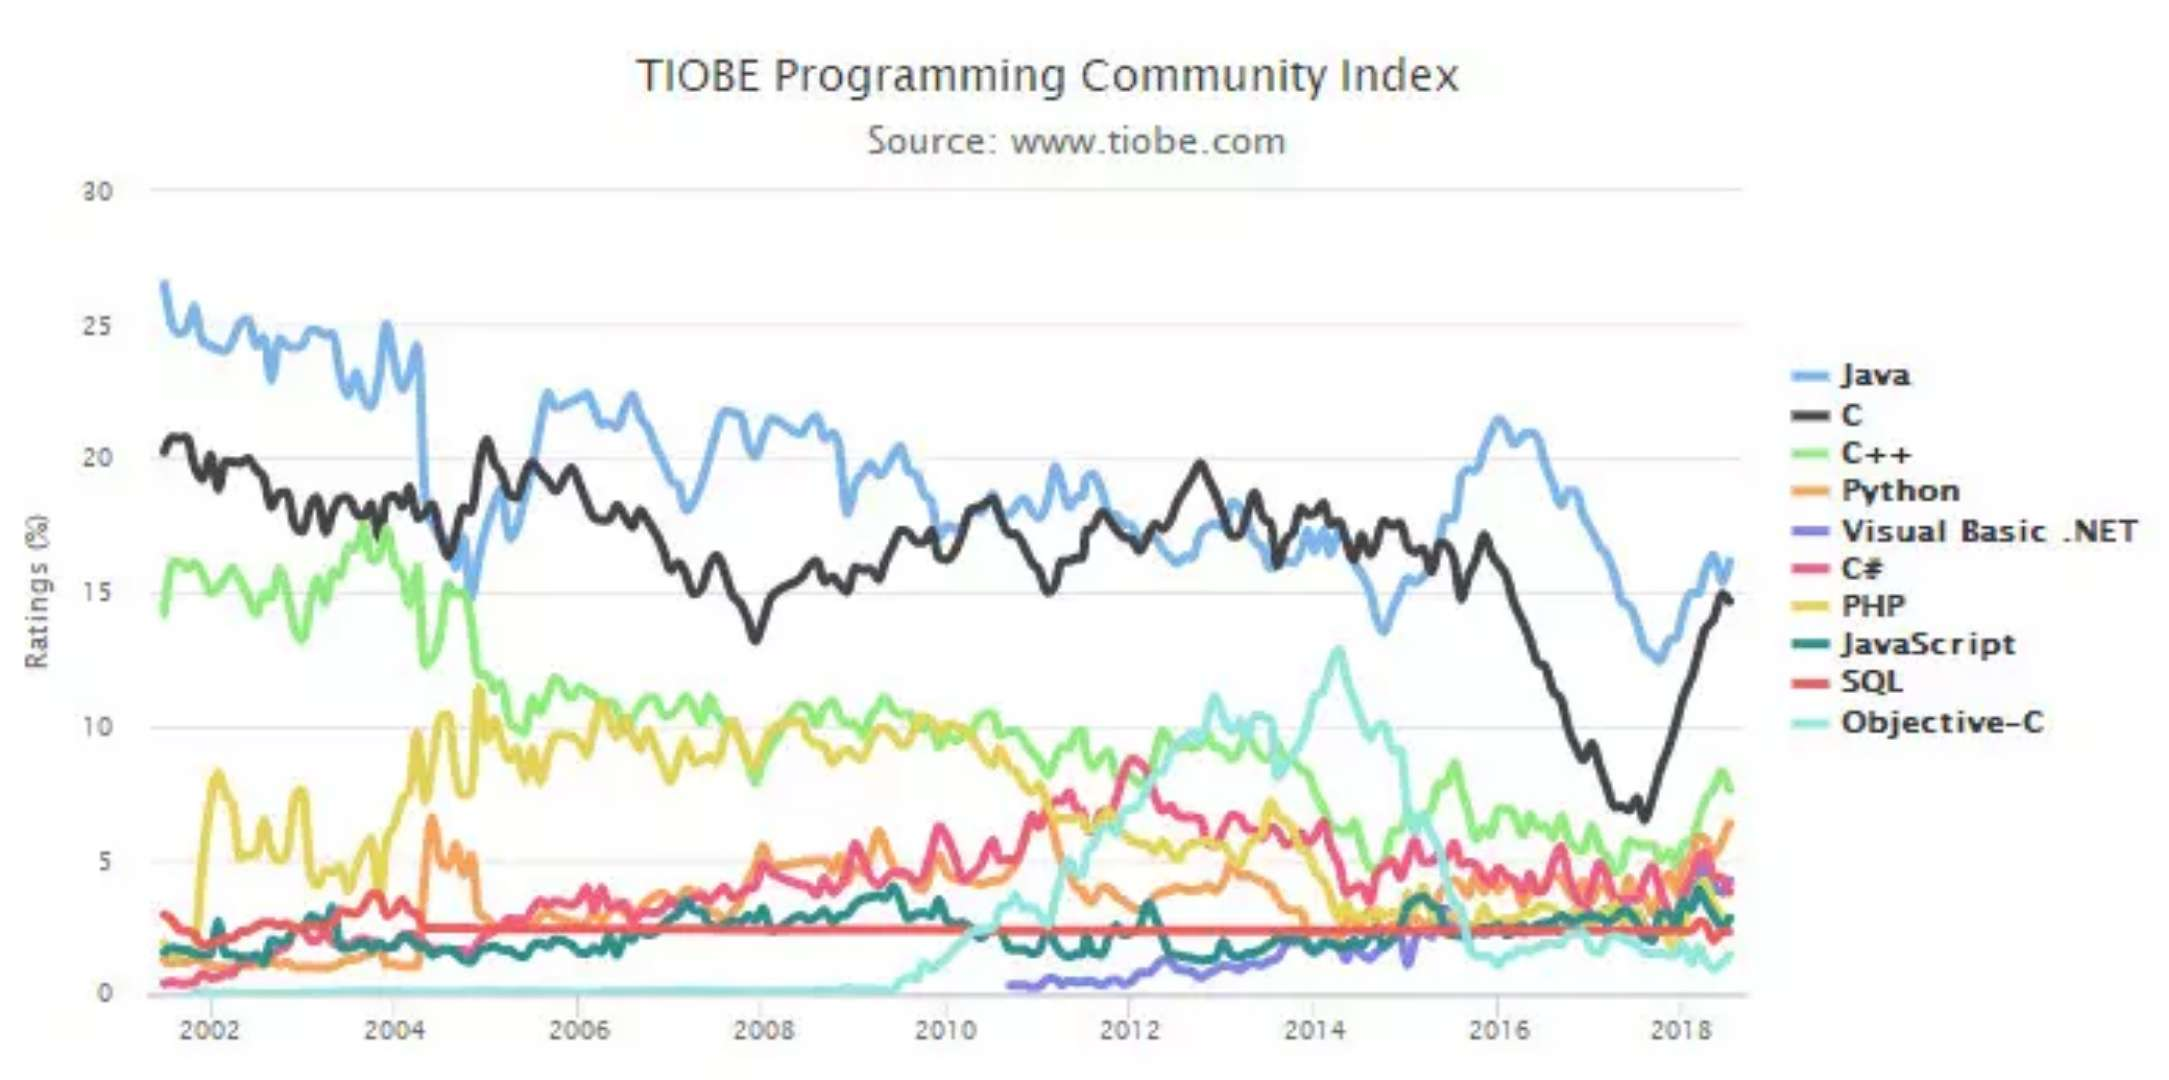 TIOBE Programming Community Index
Source: www.tiobe.com
Ratings (%)
30
25
20
15
10
5
0
2002 2004 2006 2008 2010 2012 2014 2016 2018
Java
C
C++
Python
Visual Basic .NET
C#
PHP
JavaScript
SQL
Objective-C